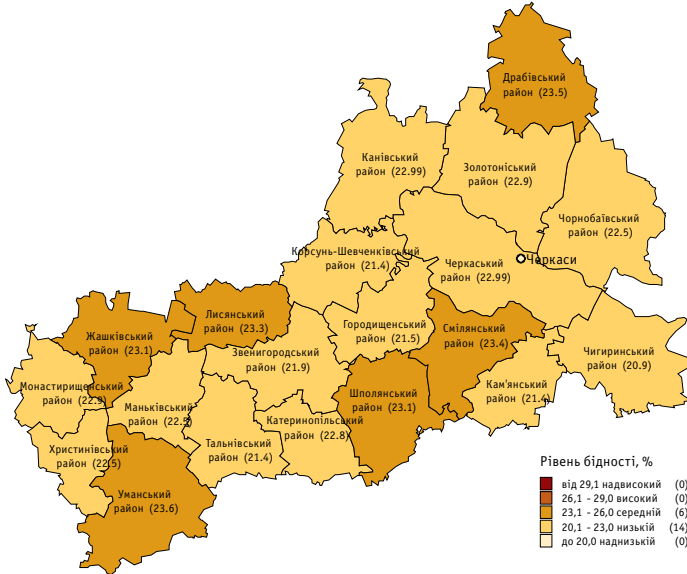 Драбівський
район (23.5)
Канівський
район (22.99)
Золотоніський
район (22.9)
Чорнобаївський
район (22.5)
Корсунь-Шевченківський
район (21.4)
Черкаський
район (22.99)
Черкаси
Лисянський
район (23.3)
Жашківський
район (23.1)
Городищенський
район (21.5)
Смілянський
район (23.4)
Звенигородський
район (21.9)
Чигиринський
район (20.9)
Монастирищенський
район (22.9)
Маньківський
район (22.5)
Шполянський
район (23.1)
Кам'янський
район (21.4)
Катеринопільський
район (22.8)
Тальнівський
район (21.4)
Христинівський
район (22.5)
Уманський
район (23.6)
Рівень бідності, %
від 29,1 надвисокий (0)
26,1 - 29,0 високий (0)
23,1 - 26,0 середній (6)
20,1 - 23,0 низькій (14)
до 20,0 наднизькій (0)